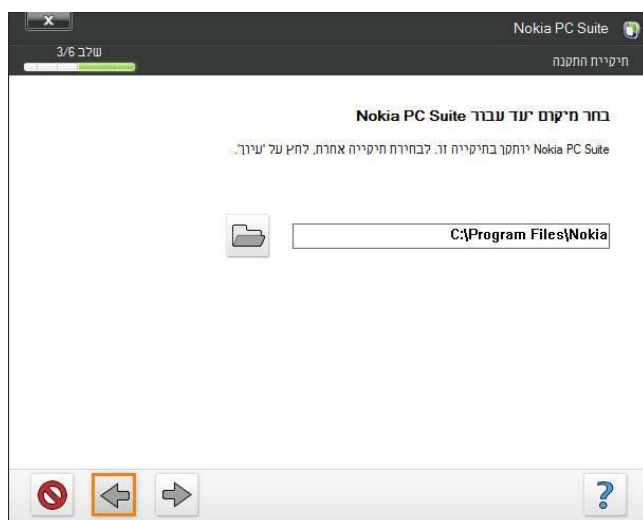 Nokia PC Suite
שלב 3/6
תיקיית התקנה
בחר מיקום יעד עבור Nokia PC Suite
Nokia PC Suite יותקן בתיקייה זו. לבחירת תיקייה אחרת, לחץ על 'עיון'.
C:\Program Files\Nokia